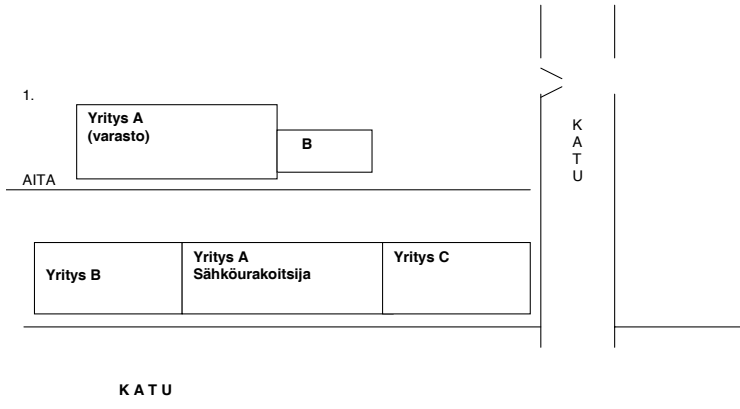 1.
Yritys A
(varasto)
B
K
A
T
U
AITA
Yritys B
Yritys A
Sähköurakoitsija
Yritys C
K A T U